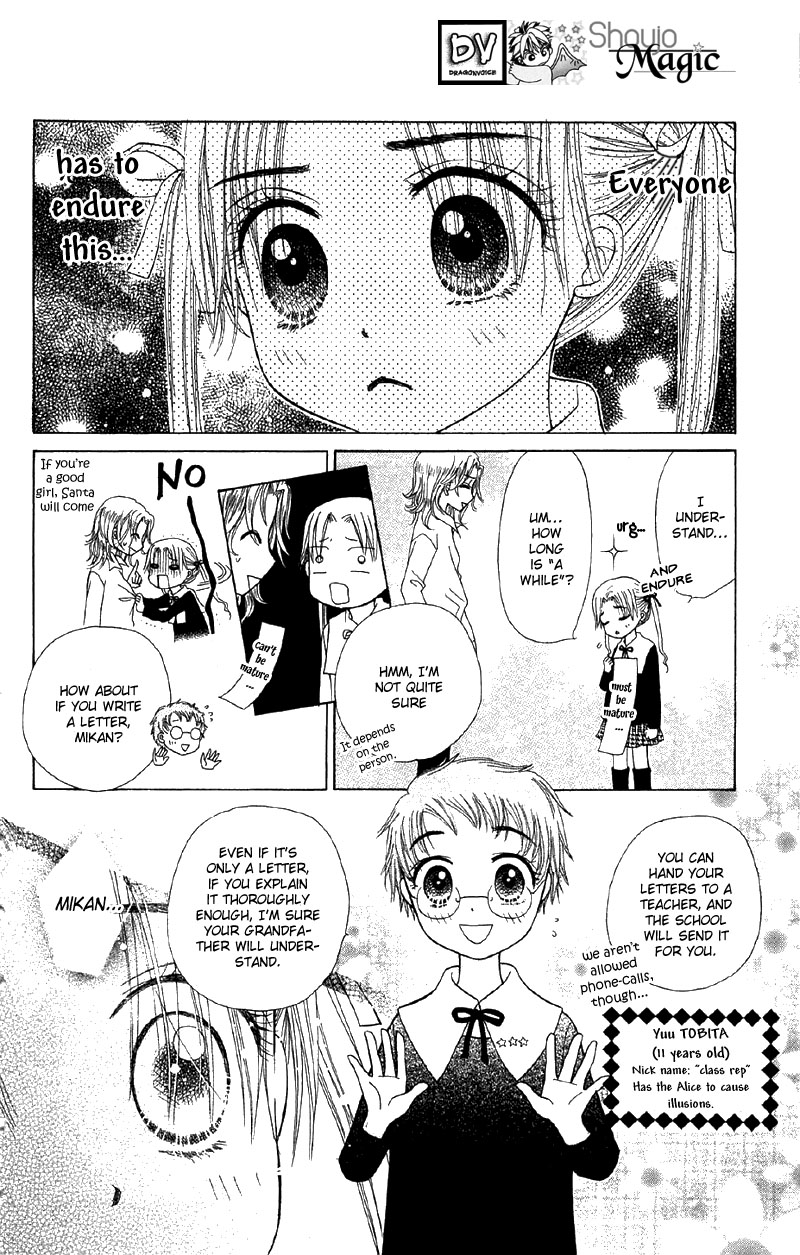 DV
DRAGONVOICE
Shoujo
Magic
Everyone
has to
endure
this...
I
UNDER-
STAND...
urg...
AND
ENDURE
must
be
mature
...
UM...
HOW
LONG
IS "A
WHILE"?
HMM, I'M
NOT QUITE
SURE
It depends
on the
person.
can't
be
mature
...
NO
If you're
a good
girl, Santa
will come
HOW ABOUT
IF YOU WRITE
A LETTER,
MIKAN?
YOU CAN
HAND YOUR
LETTERS TO A
TEACHER, AND
THE SCHOOL
WILL SEND IT
FOR YOU.
we aren't
allowed
phone-calls,
though...
Yuu TOBITA
(11 years old)
Nick name: "class rep"
Has the Alice to cause
illusions.
EVEN IF IT'S
ONLY A LETTER,
IF YOU EXPLAIN
IT THOROUGHLY
ENOUGH, I'M SURE
YOUR GRANDFA-
THER WILL UNDER-
STAND.
MIKAN...